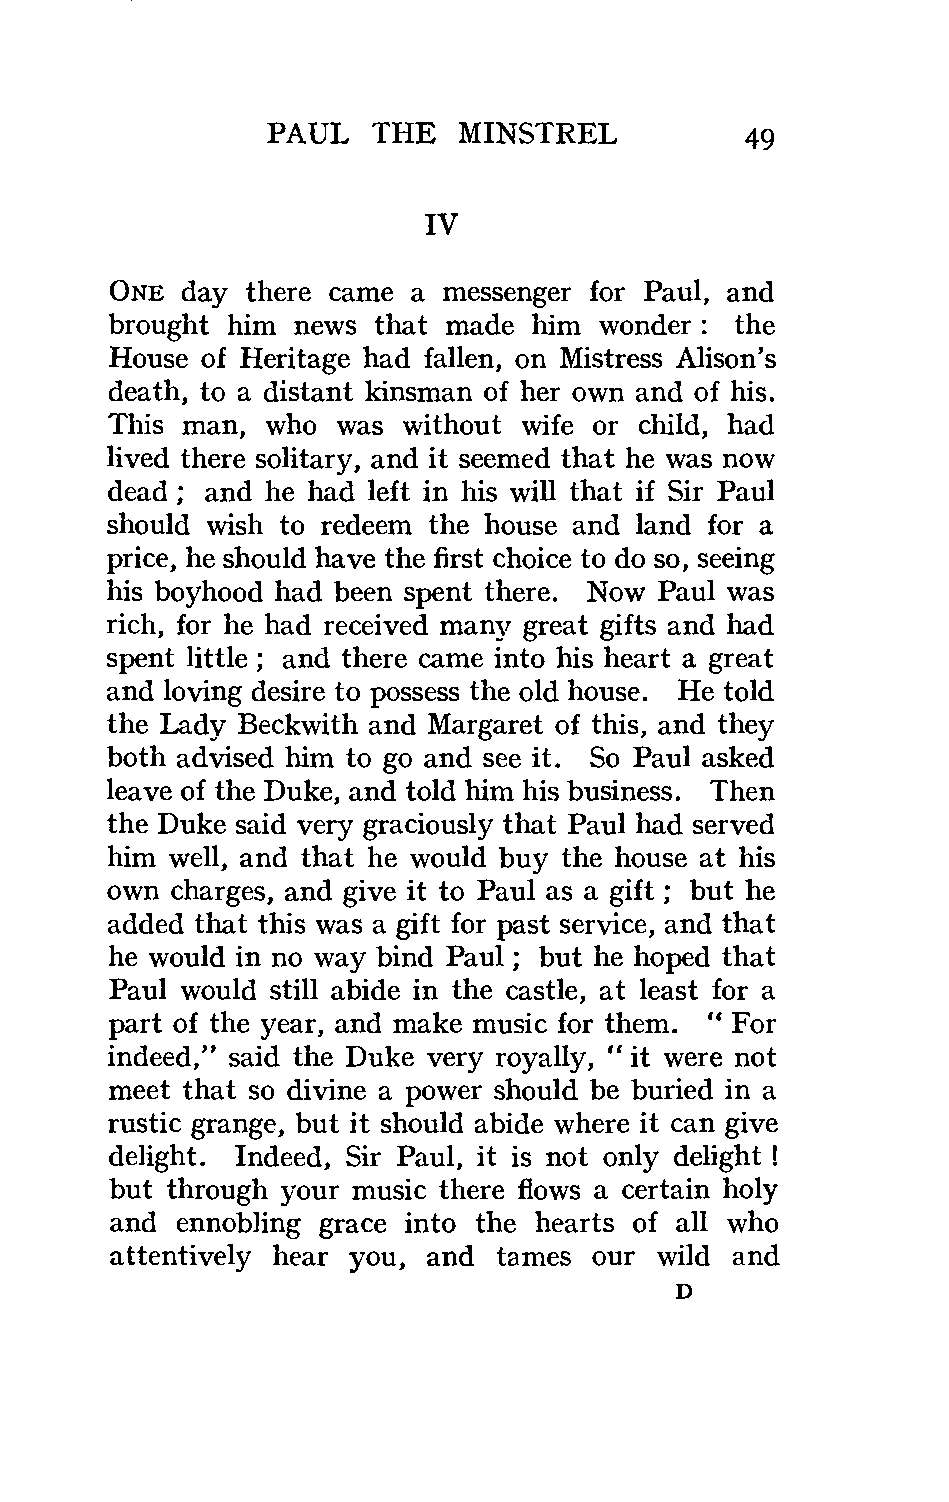 PAUL THE MINSTREL 49
IV
ONE day there came a messenger for Paul, and
brought him news that made him wonder : the
House of Heritage had fallen, on Mistress Alison's
death, to a distant kinsman of her own and of his.
This man, who was without wife or child, had
lived there solitary, and it seemed that he was now
dead ; and he had left in his will that if Sir Paul
should wish to redeem the house and land for a
price, he should have the first choice to do so, seeing
his boyhood had been spent there. Now Paul was
rich, for he had received many great gifts and had
spent little ; and there came into his heart a great
and loving desire to possess the old house. He told
the Lady Beckwith and Margaret of this, and they
both advised him to go and see it. So Paul asked
leave of the Duke, and told him his business. Then
the Duke said very graciously that Paul had served
him well, and that he would buy the house at his
own charges, and give it to Paul as a gift ; but he
added that this was a gift for past service, and that
he would in no way bind Paul ; but he hoped that
Paul would still abide in the castle, at least for a
part of the year, and make music for them. " For
indeed," said the Duke very royally, " it were not
meet that so divine a power should be buried in a
rustic grange, but it should abide where it can give
delight. Indeed, Sir Paul, it is not only delight !
but through your music there flows a certain holy
and ennobling grace into the hearts of all who
attentively hear you, and tames our wild and
D